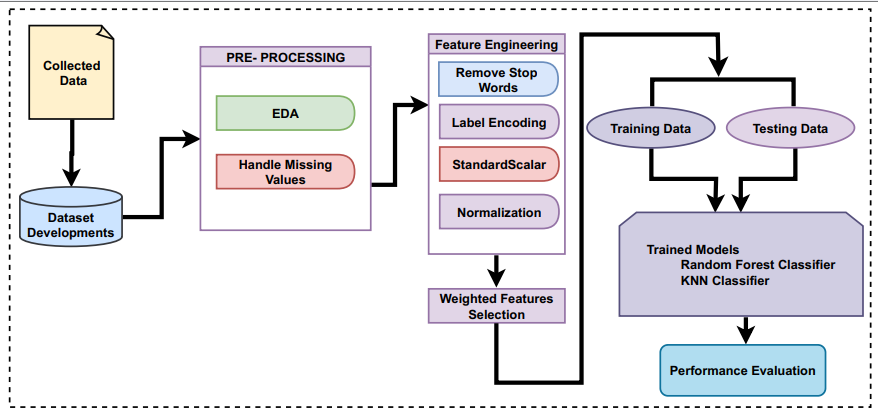 Collected
Data
Dataset
Developments
PRE- PROCESSING
EDA
Handle Missing
Values
Feature Engineering
Remove Stop
Words
Label Encoding
StandardScalar
Normalization
Weighted Features
Selection
Training Data
Testing Data
Trained Models
Random Forest Classifier
KNN Classifier
Performance Evaluation